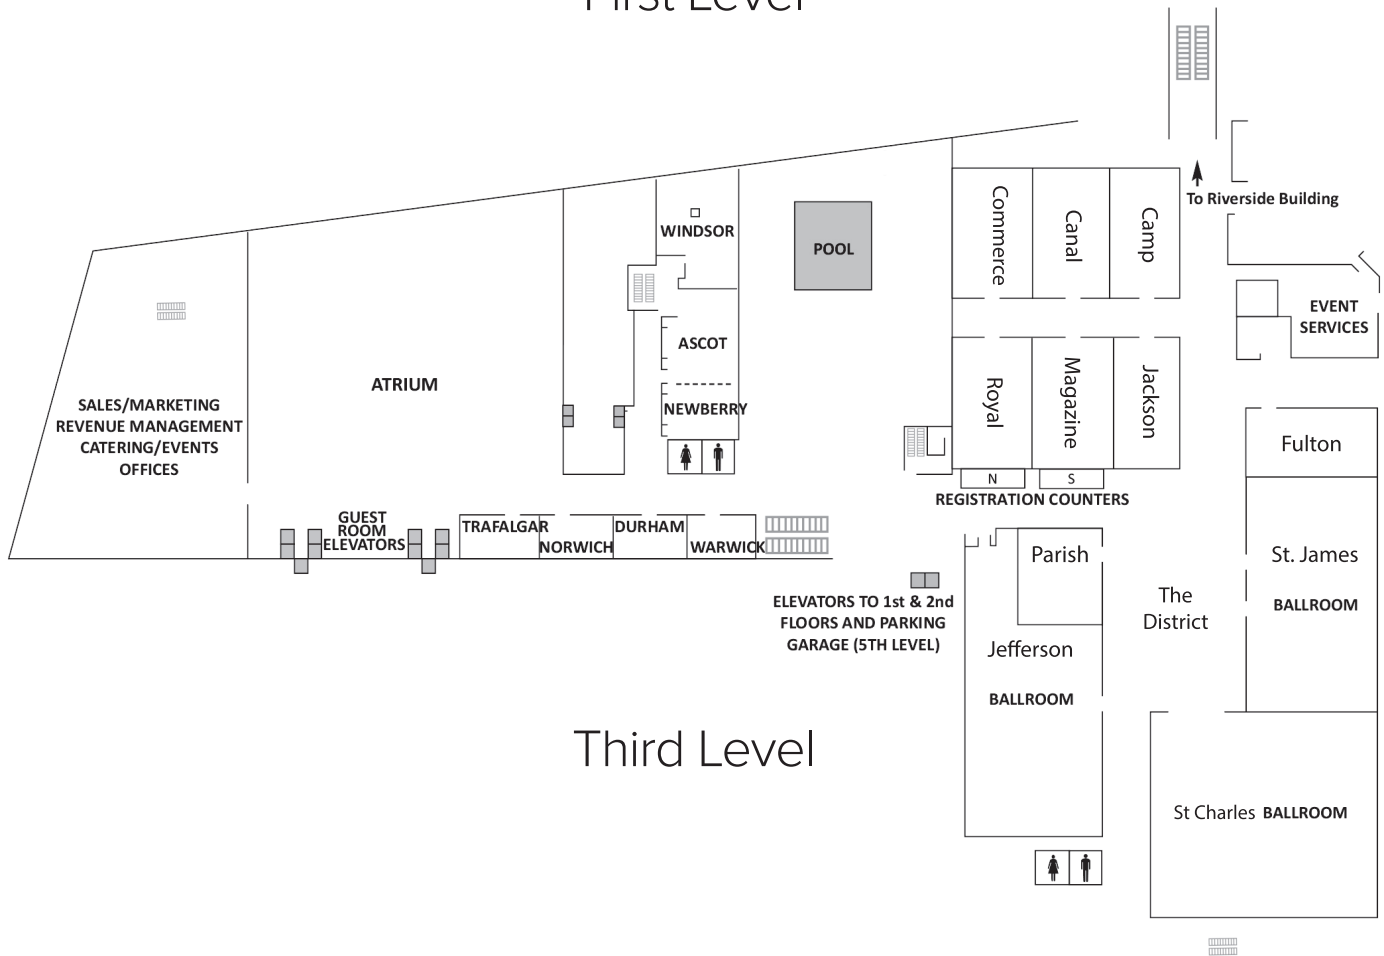 First Level
To Riverside Building
Commerce
Canal
Camp
WINDSOR
POOL
EVENT
SERVICES
ASCOT
ATRIUM
NEWBERRY
Royal
Magazine
Jackson
SALES/MARKETING
REVENUE MANAGEMENT
CATERING/EVENTS
OFFICES
Fulton
N
S
REGISTRATION COUNTERS
GUEST
ROOM
ELEVATORS
TRAFALGAR
NORWICH
DURHAM
WARWICK
Parish
St. James
BALLROOM
ELEVATORS TO 1st & 2nd
FLOORS AND PARKING
GARAGE (5TH LEVEL)
The
District
Jefferson
BALLROOM
Third Level
St Charles BALLROOM